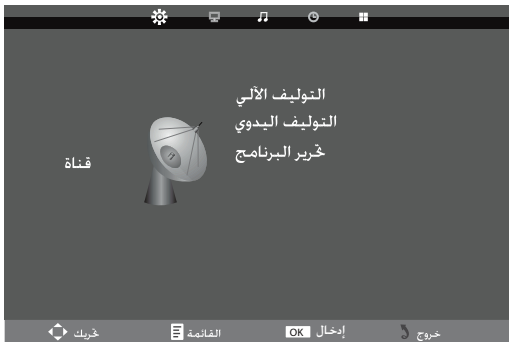 التوليف الآلي
التوليف اليدوي
تحرير البرنامج
قناة
خروج
إدخال OK
القائمة
تحريك